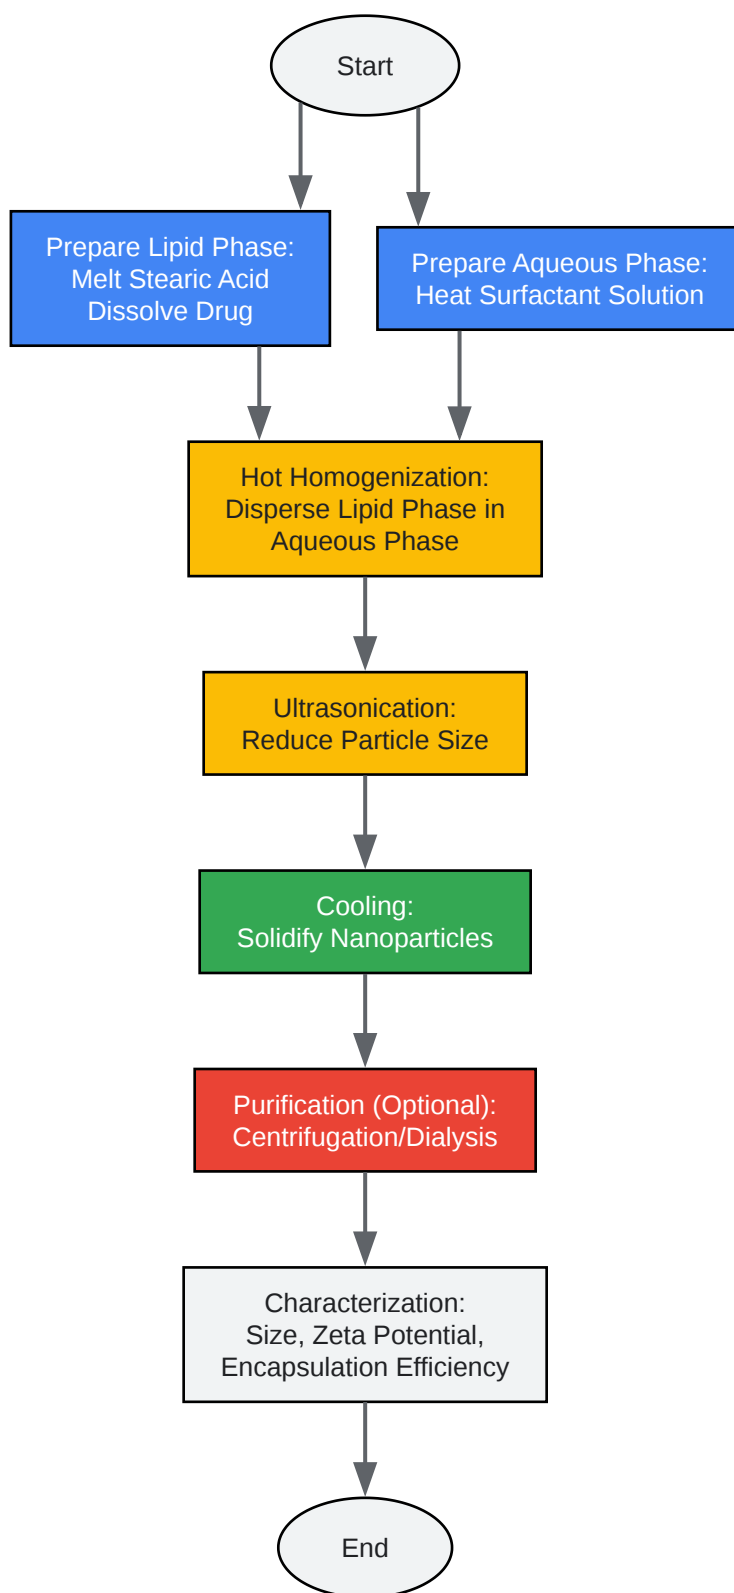 Start
Prepare Lipid Phase:
Melt Stearic Acid
Dissolve Drug
Prepare Aqueous Phase:
Heat Surfactant Solution
Hot Homogenization:
Disperse Lipid Phase in
Aqueous Phase
Ultrasonication:
Reduce Particle Size
Cooling:
Solidify Nanoparticles
Purification (Optional):
Centrifugation/Dialysis
Characterization:
Size, Zeta Potential,
Encapsulation Efficiency
End